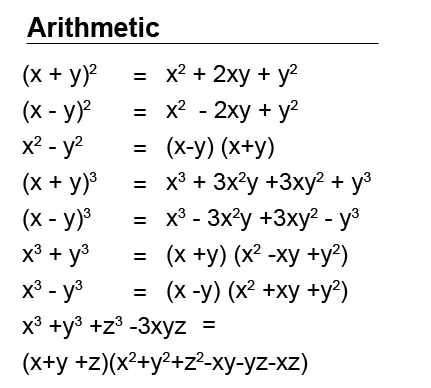 Arithmetic
(x + y)² = x² + 2xy + y²
(x - y)² = x² - 2xy + y²
x² - y² = (x-y) (x+y)
(x + y)³ = x³ + 3x²y +3xy² + y³
(x - y)³ = x³ - 3x²y +3xy² - y³
x³ + y³ = (x +y) (x² -xy +y²)
x³ - y³ = (x -y) (x² +xy +y²)
x³ +y³ +z³ -3xyz =
(x+y +z)(x²+y²+z²-xy-yz-xz)